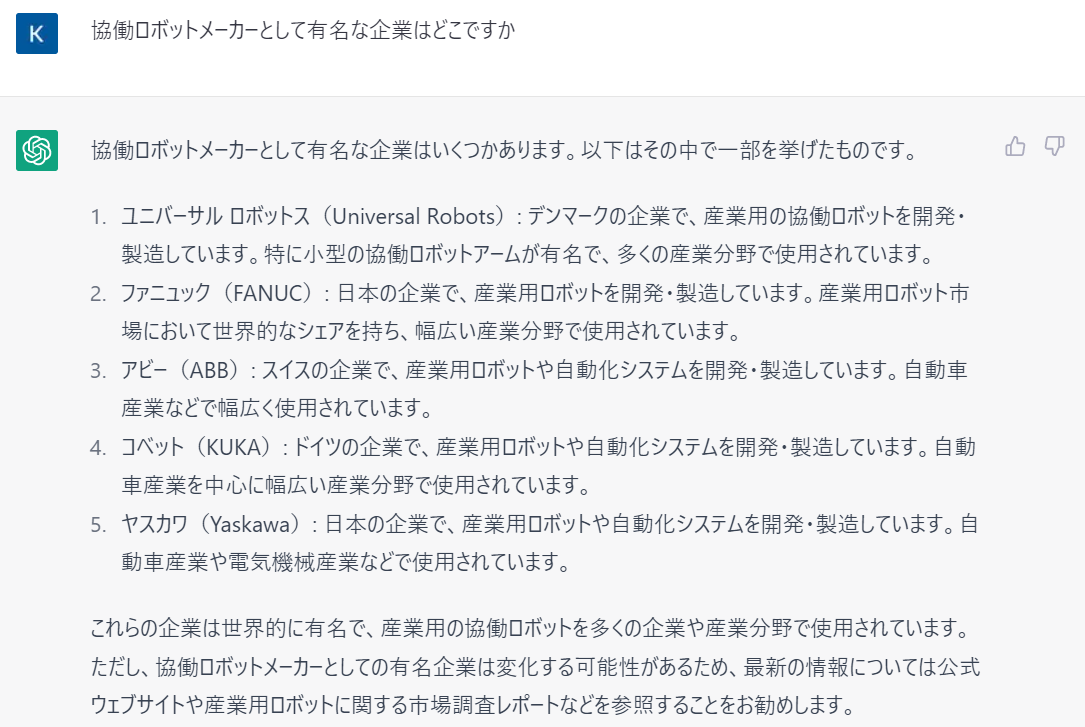 K
協働ロボットメーカーとして有名な企業はどこですか
協働ロボットメーカーとして有名な企業はいくつかあります。以下はその中で一部を挙げたものです。
1. ユニバーサル ロボットス（Universal Robots）: デンマークの企業で、産業用の協働ロボットを開発・
製造しています。特に小型の協働ロボットアームが有名で、多くの産業分野で使用されています。
2. ファニュック（FANUC）: 日本の企業で、産業用ロボットを開発・製造しています。産業用ロボット市
場において世界的なシェアを持ち、幅広い産業分野で使用されています。
3. アビー（ABB）: スイスの企業で、産業用ロボットや自動化システムを開発・製造しています。自動車
産業などで幅広く使用されています。
4. コベット（KUKA）: ドイツの企業で、産業用ロボットや自動化システムを開発・製造しています。自動
車産業を中心に幅広い産業分野で使用されています。
5. ヤスカワ（Yaskawa）: 日本の企業で、産業用ロボットや自動化システムを開発・製造しています。自
動車産業や電気機械産業などで使用されています。
これらの企業は世界的に有名で、産業用の協働ロボットを多くの企業や産業分野で使用されています。
ただし、協働ロボットメーカーとしての有名企業は変化する可能性があるため、最新の情報については公式
ウェブサイトや産業用ロボットに関する市場調査レポートなどを参照することをお勧めします。